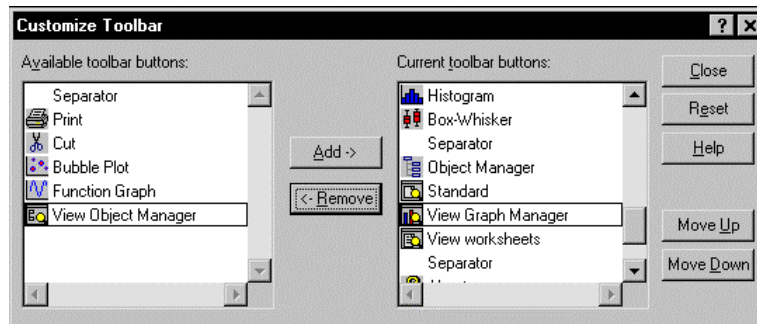 Customize Toolbar
Available toolbar buttons:
Separator
Print
Cut
Bubble Plot
Function Graph
View Object Manager
Add ->
<- Remove
Current toolbar buttons:
Histogram
Box-Whisker
Separator
Object Manager
Standard
View Graph Manager
View worksheets
Separator
Close
Reset
Help
Move Up
Move Down